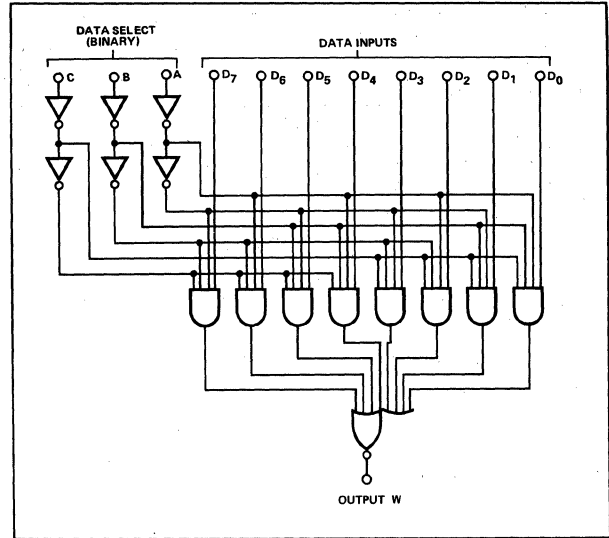 DATA SELECT
(BINARY)
DATA INPUTS
C B A D7 D6 D5 D4 D3 D2 D1 D0
OUTPUT W